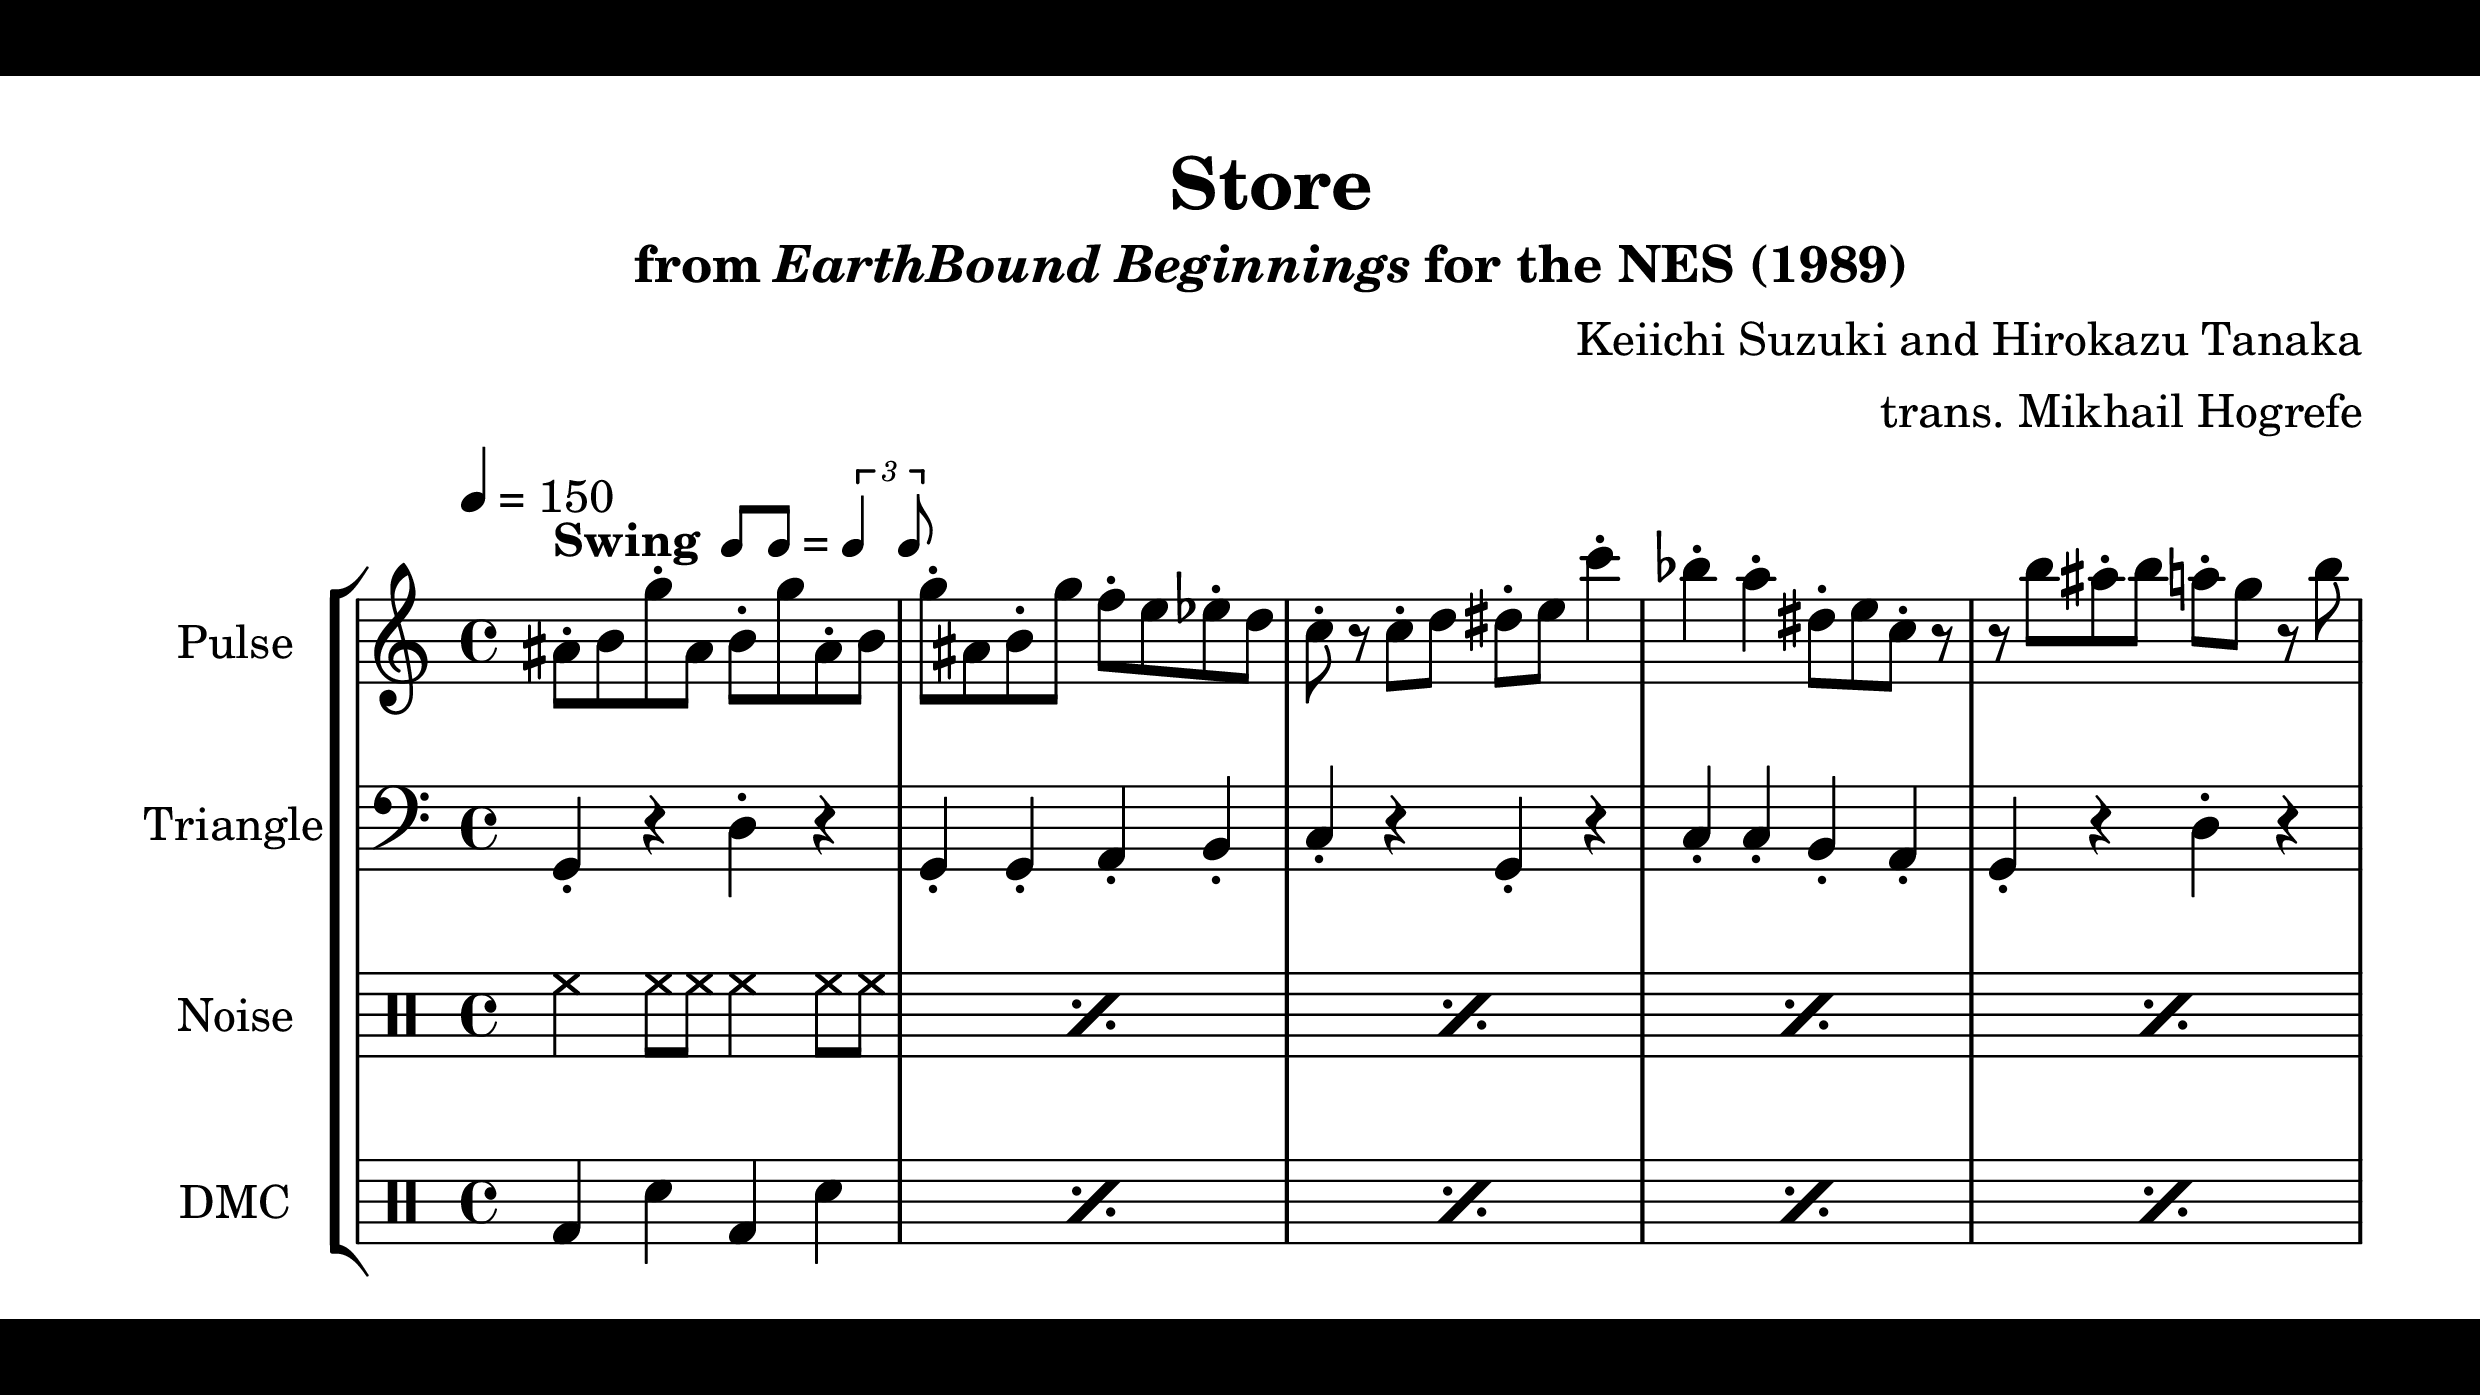 Store
from EarthBound Beginnings for the NES (1989)
Keiichi Suzuki and Hirokazu Tanaka
trans. Mikhail Hogrefe
= 150
Swing = 3
Pulse
Triangle
Noise
DMC